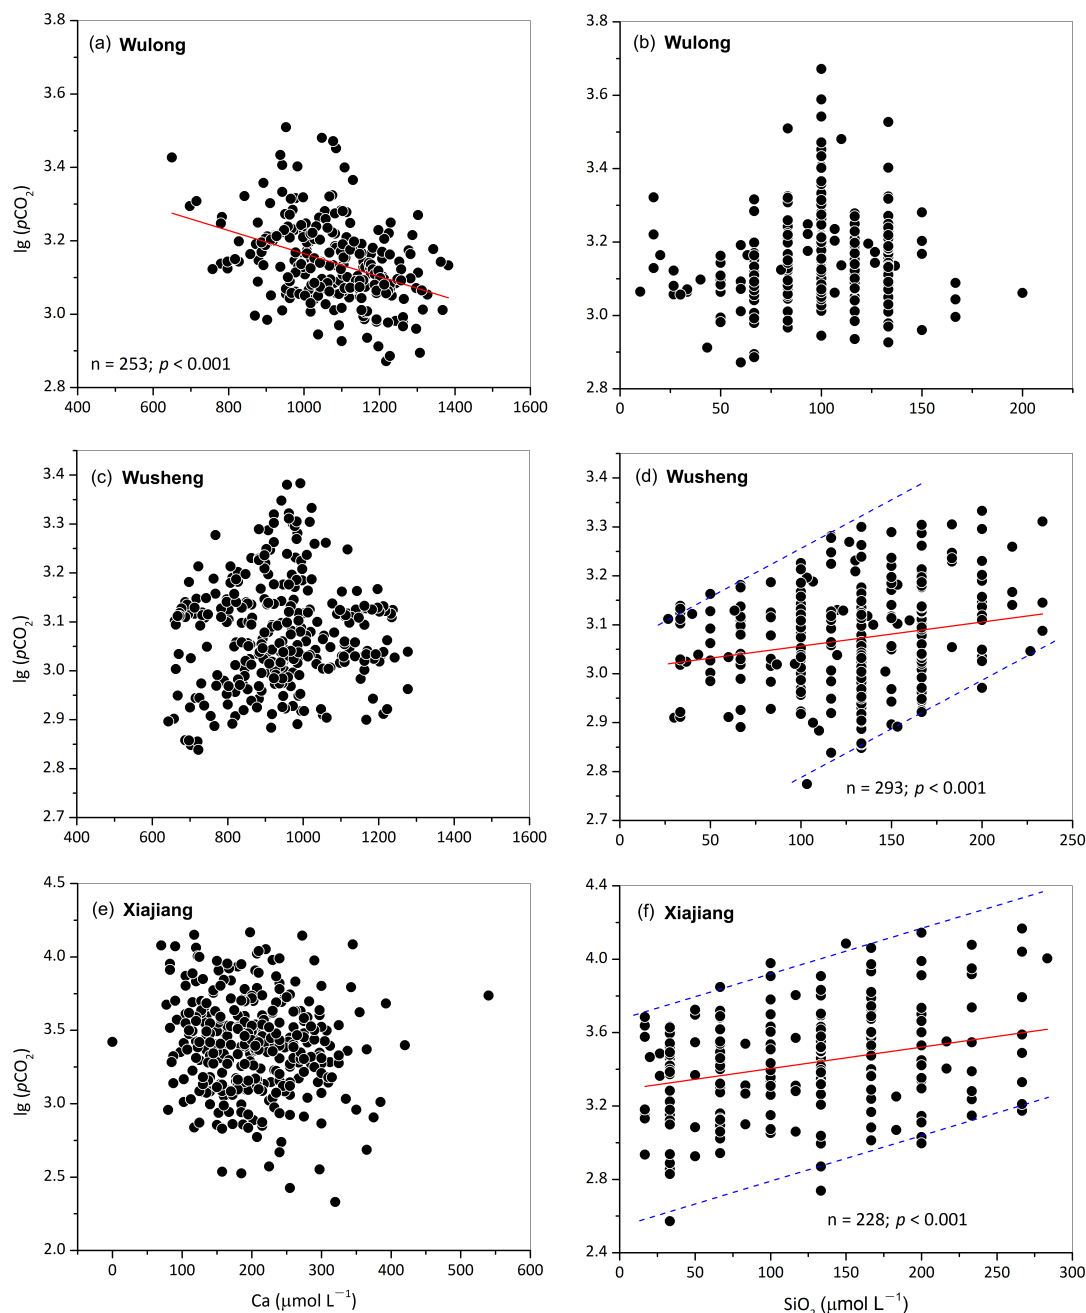 (a) Wulong
lg (pCO₂)
3.8
3.6
3.4
3.2
3.0
2.8
n = 253; p < 0.001
400 600 800 1000 1200 1400 1600
(b) Wulong
3.8
3.6
3.4
3.2
3.0
2.8
0 50 100 150 200
(c) Wusheng
lg (pCO₂)
3.4
3.3
3.2
3.1
3.0
2.9
2.8
2.7
400 600 800 1000 1200 1400 1600
(d) Wusheng
3.4
3.3
3.2
3.1
3.0
2.9
2.8
2.7
n = 293; p < 0.001
0 50 100 150 200 250
(e) Xiajiang
lg (pCO₂)
4.5
4.0
3.5
3.0
2.5
2.0
0 100 200 300 400 500 600
Ca (μmol L⁻¹)
(f) Xiajiang
4.4
4.0
3.6
3.2
2.8
2.4
n = 228; p < 0.001
0 50 100 150 200 250 300
SiO₂ (μmol L⁻¹)